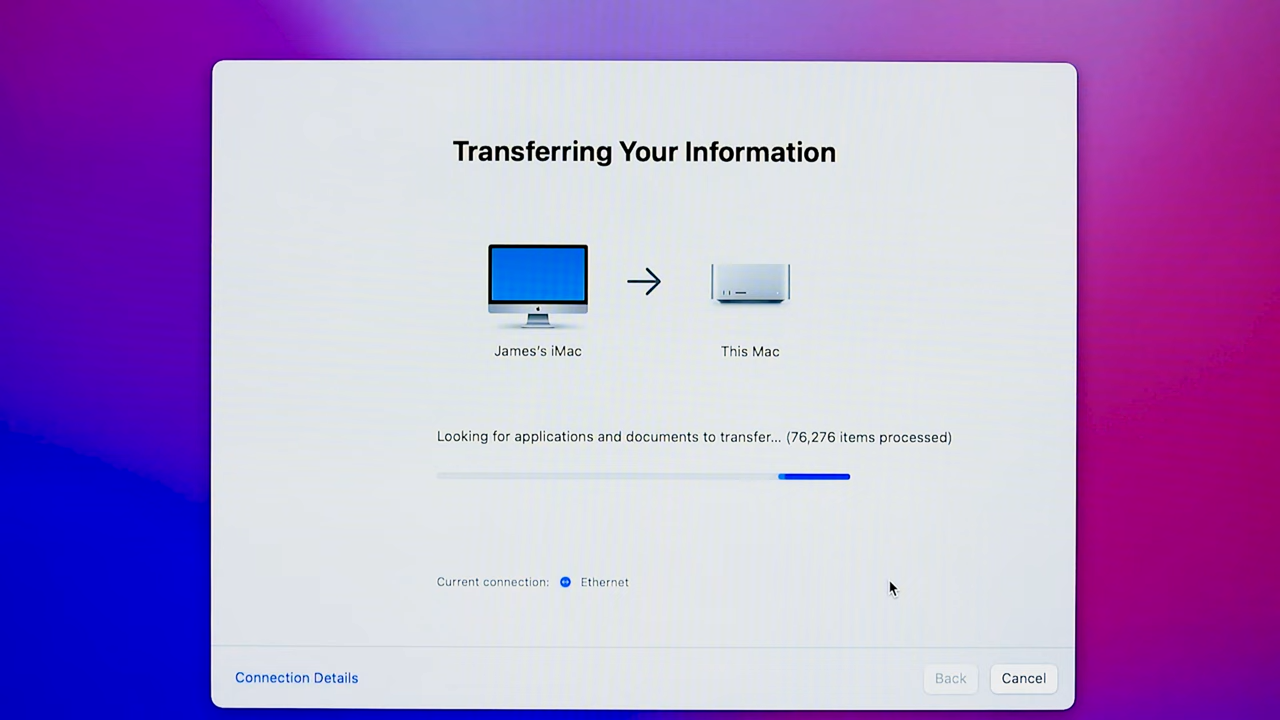 Transferring Your Information
James's iMac
This Mac
Looking for applications and documents to transfer... (76,276 items processed)
Current connection: Ethernet
Connection Details
Back
Cancel